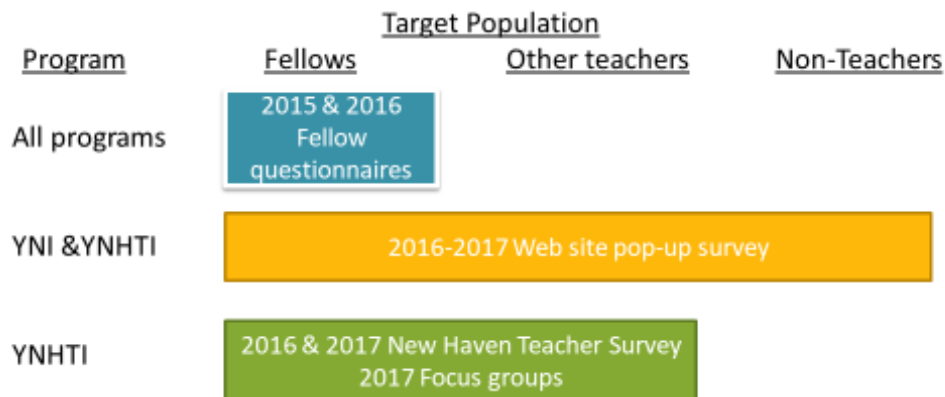 Target Population
Program Fellows Other teachers Non-Teachers
All programs
2015 & 2016
Fellow
questionnaires
YNI &YNHTI
2016-2017 Web site pop-up survey
YNHTI
2016 & 2017 New Haven Teacher Survey
2017 Focus groups